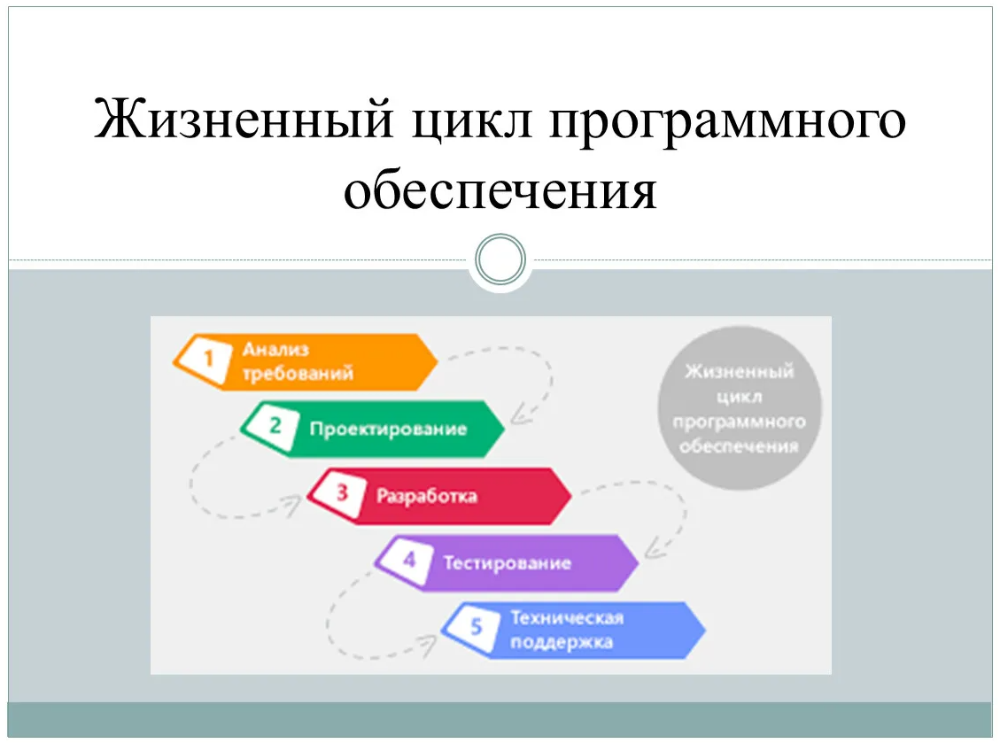 Жизненный цикл программного
обеспечения
1
Анализ
требований
2
Проектирование
3
Разработка
4
Тестирование
5
Техническая
поддержка
Жизненный
цикл
программного
обеспечения